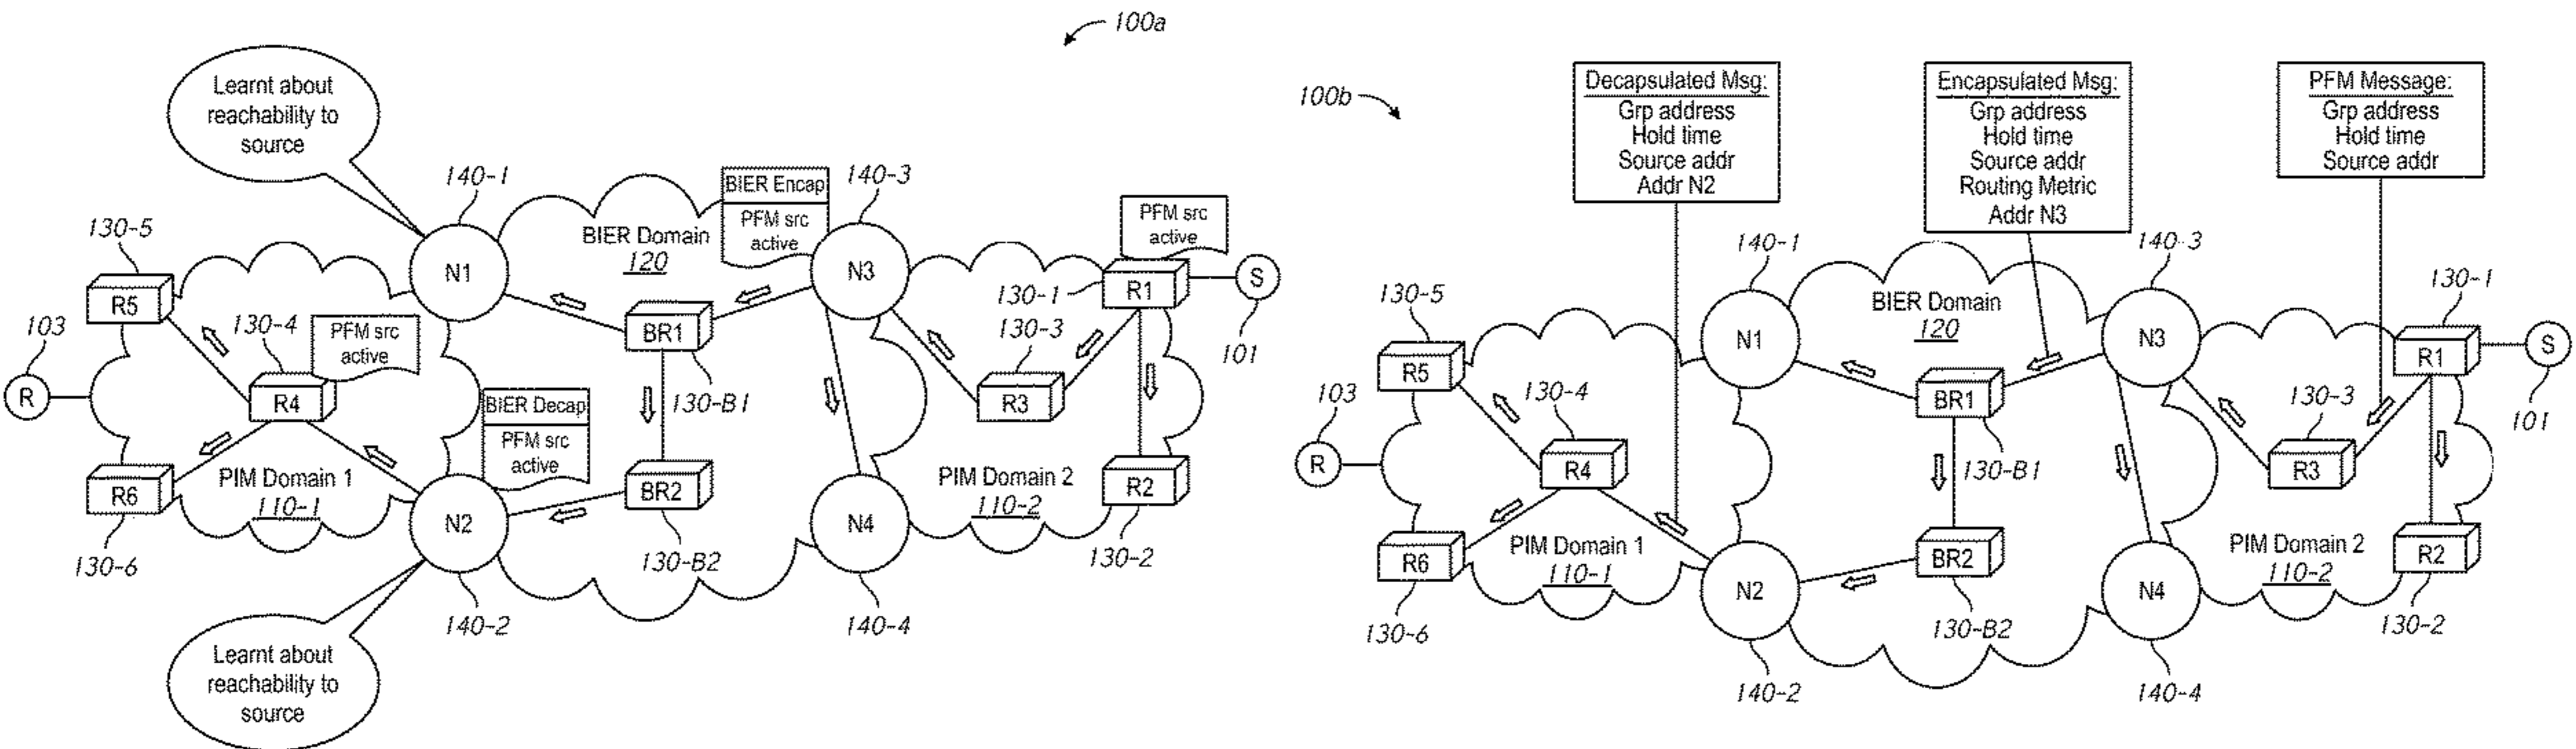 100a
Learnt about
reachability to
source
140-1
BIER Encap
PFM src
active
140-3
PFM src
active
130-5
BIER Domain
120
N1
N3
R5
130-1
R1
S
103
130-4
PFM src
active
BR1
130-3
101
R
R4
130-B1
R3
BIER Decap
PFM src
active
R6
PIM Domain 1
110-1
BR2
PIM Domain 2
110-2
R2
N2
N4
130-6
130-B2
130-2
140-2
140-4
Learnt about
reachability to
source
100b
Decapsulated Msg:
Grp address
Hold time
Source addr
Addr N2
Encapsulated Msg:
Grp address
Hold time
Source addr
Routing Metric
Addr N3
PFM Message:
Grp address
Hold time
Source addr
140-1
140-3
130-5
BIER Domain
120
130-1
N1
N3
R5
R1
S
103
130-4
BR1
130-3
101
R
R4
130-B1
R3
R6
PIM Domain 1
110-1
BR2
PIM Domain 2
110-2
R2
N2
N4
130-6
130-B2
130-2
140-2
140-4